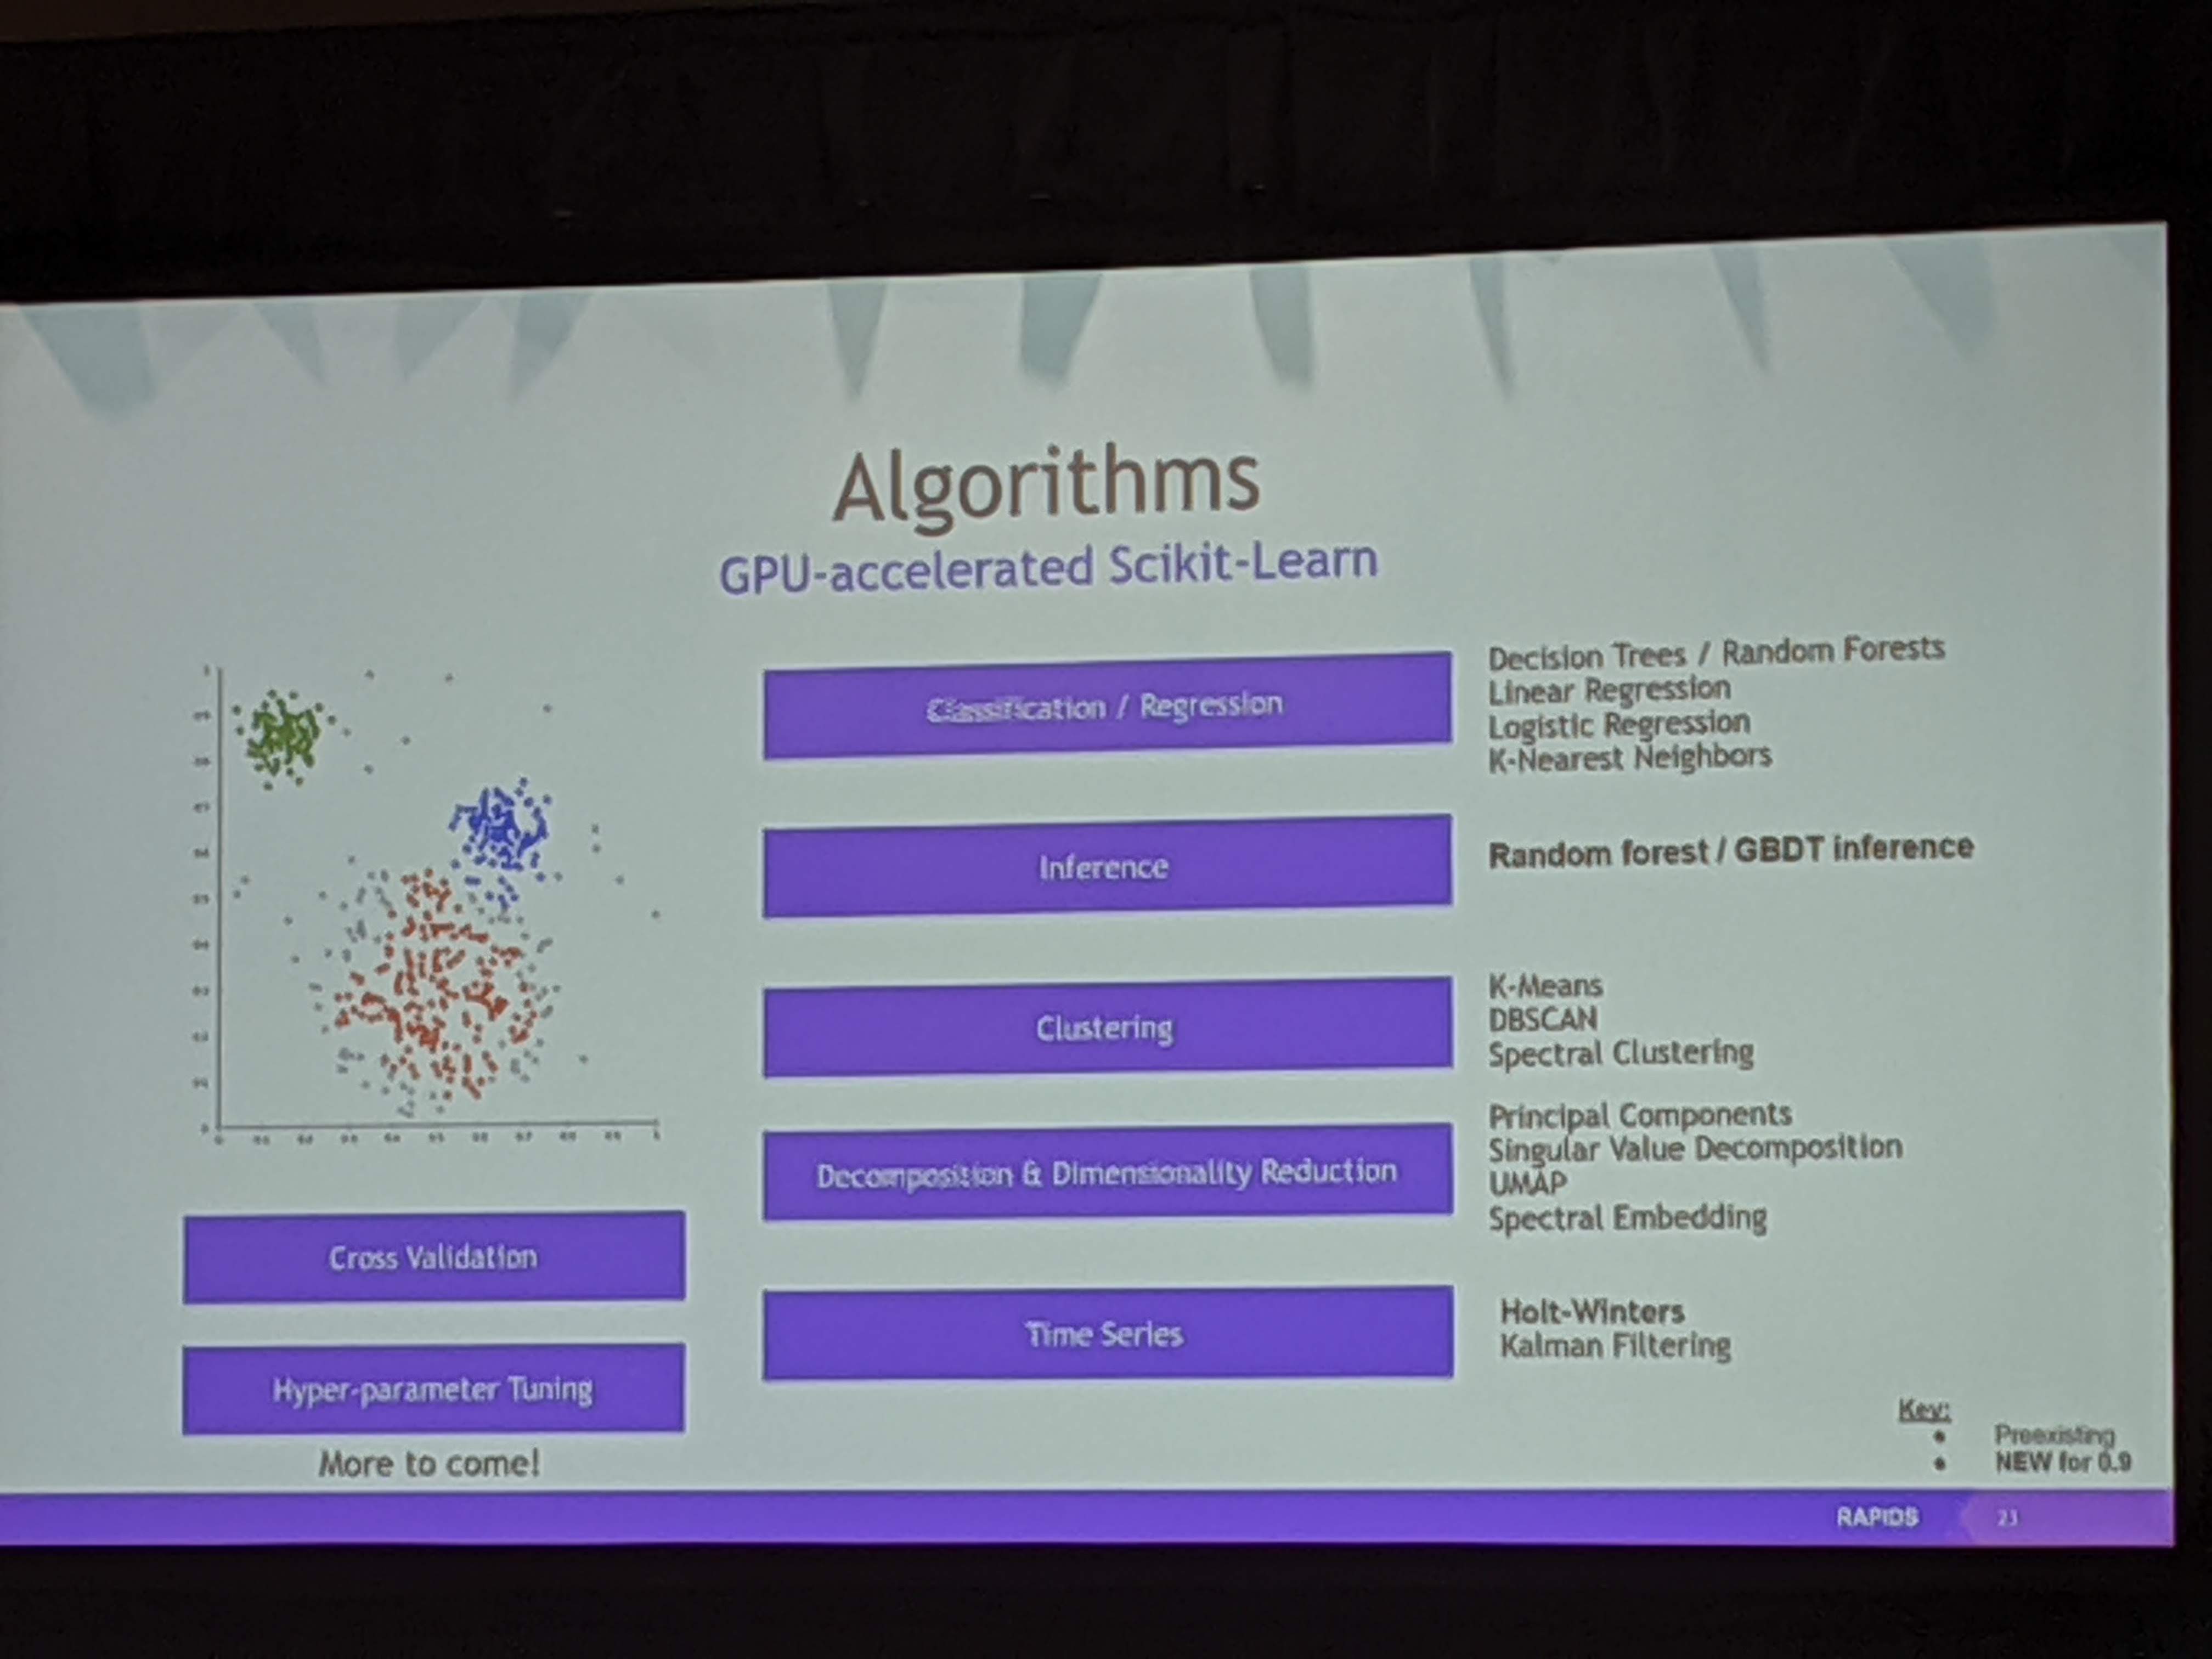 Algorithms
GPU-accelerated Scikit-Learn
Classification / Regression
Decision Trees / Random Forests
Linear Regression
Logistic Regression
K-Nearest Neighbors
Inference
Random forest / GBDT inference
Clustering
K-Means
DBSCAN
Spectral Clustering
Decomposition & Dimensionality Reduction
Principal Components
Singular Value Decomposition
UMAP
Spectral Embedding
Time Series
Holt-Winters
Kalman Filtering
Cross Validation
Hyper-parameter Tuning
More to come!
Key:
• Preexisting
• NEW for 0.9
RAPIDS 23